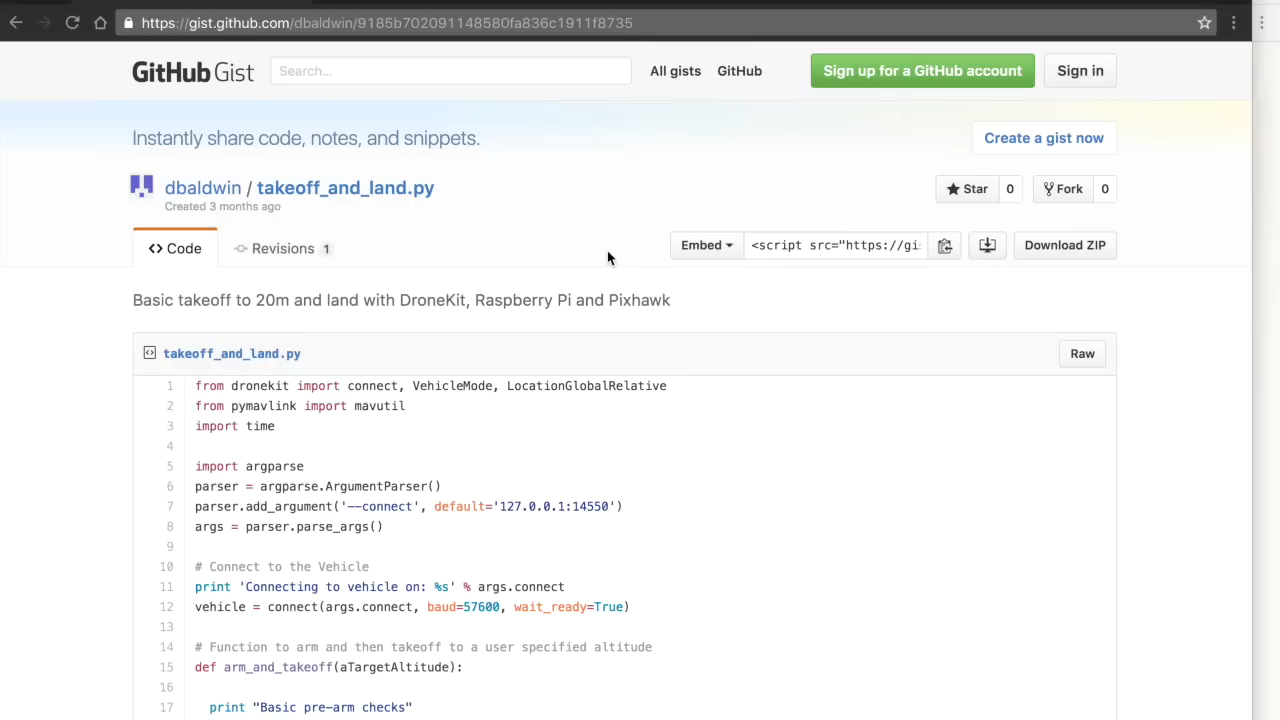 https://gist.github.com/dbaldwin/9185b702091148580fa836c1911f8735
GitHub Gist Search... All gists GitHub Sign up for a GitHub account Sign in
Instantly share code, notes, and snippets. Create a gist now
dbaldwin / takeoff_and_land.py Star 0 Fork 0
Created 3 months ago
Code Revisions 1 Embed <script src="https://gi Download ZIP
Basic takeoff to 20m and land with DroneKit, Raspberry Pi and Pixhawk
takeoff_and_land.py Raw
1 from dronekit import connect, VehicleMode, LocationGlobalRelative
2 from pymavlink import mavutil
3 import time
4
5 import argparse
6 parser = argparse.ArgumentParser()
7 parser.add_argument('--connect', default='127.0.0.1:14550')
8 args = parser.parse_args()
9
10 # Connect to the Vehicle
11 print 'Connecting to vehicle on: %s' % args.connect
12 vehicle = connect(args.connect, baud=57600, wait_ready=True)
13
14 # Function to arm and then takeoff to a user specified altitude
15 def arm_and_takeoff(aTargetAltitude):
16
17 print "Basic pre-arm checks"